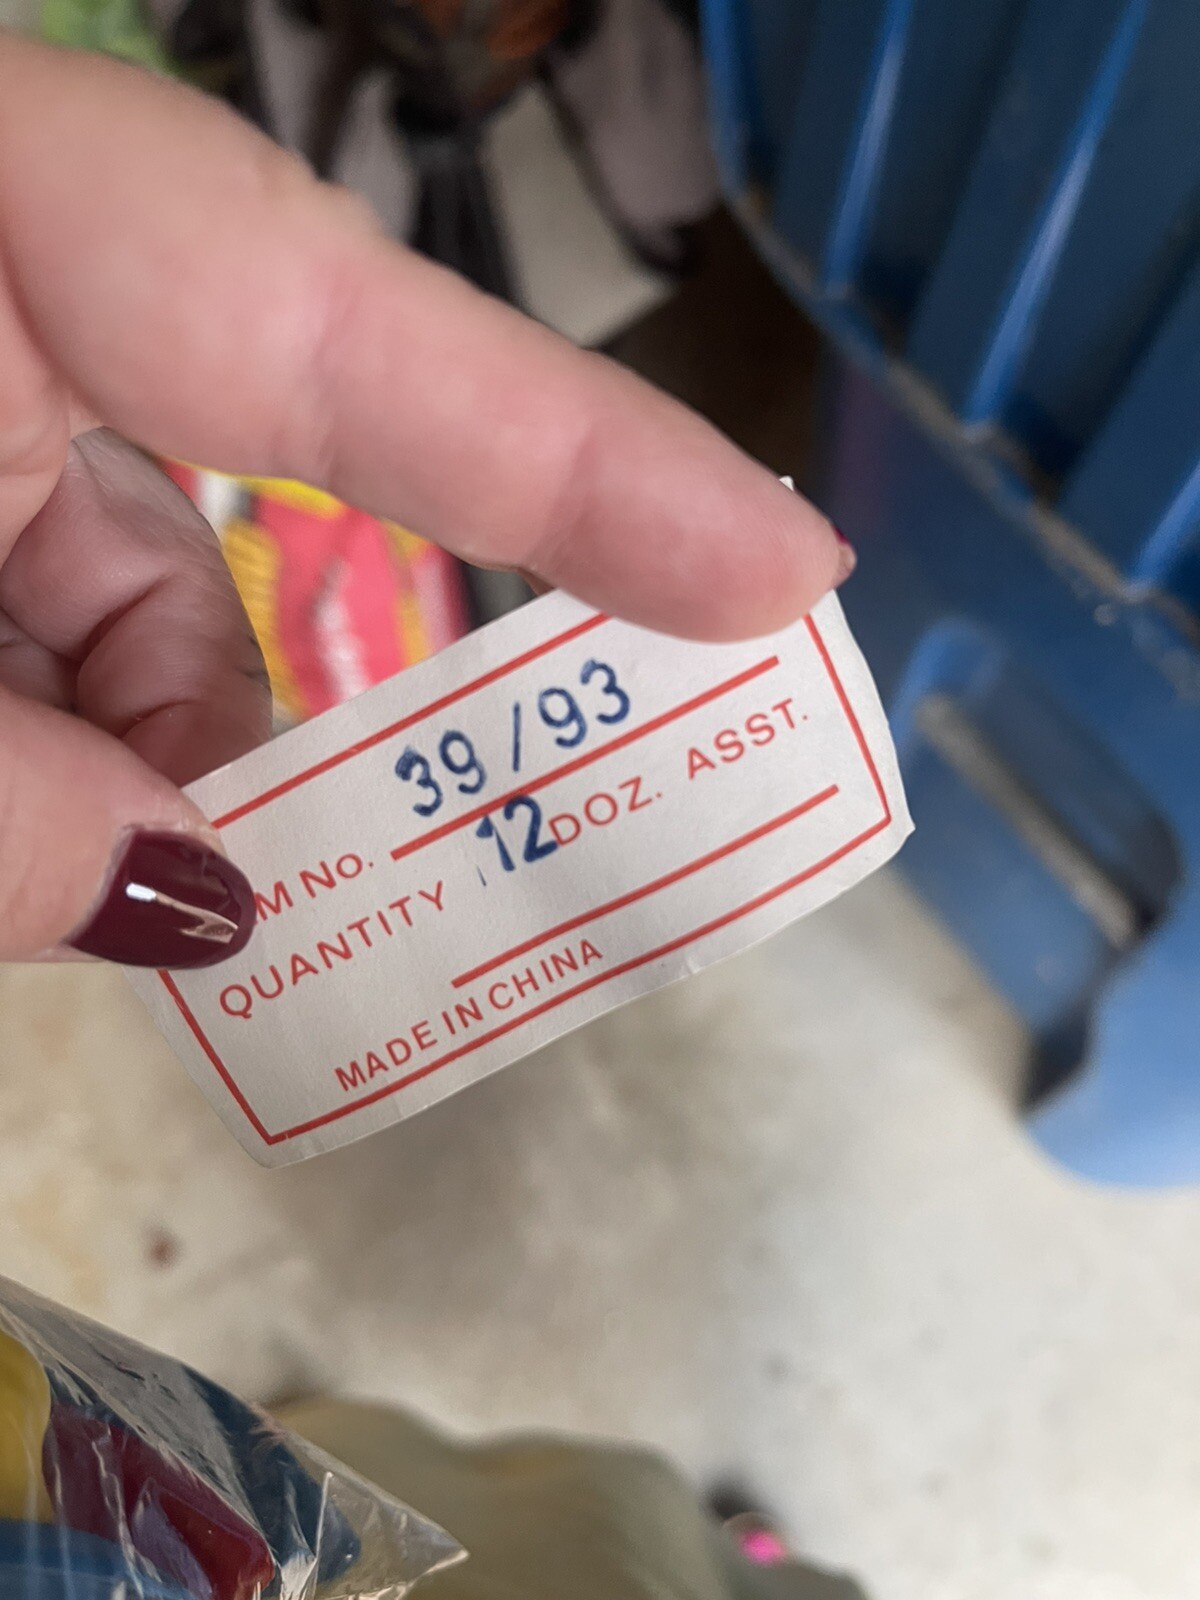 M No. 39/93
QUANTITY 12 DOZ. ASST.
MADE IN CHINA